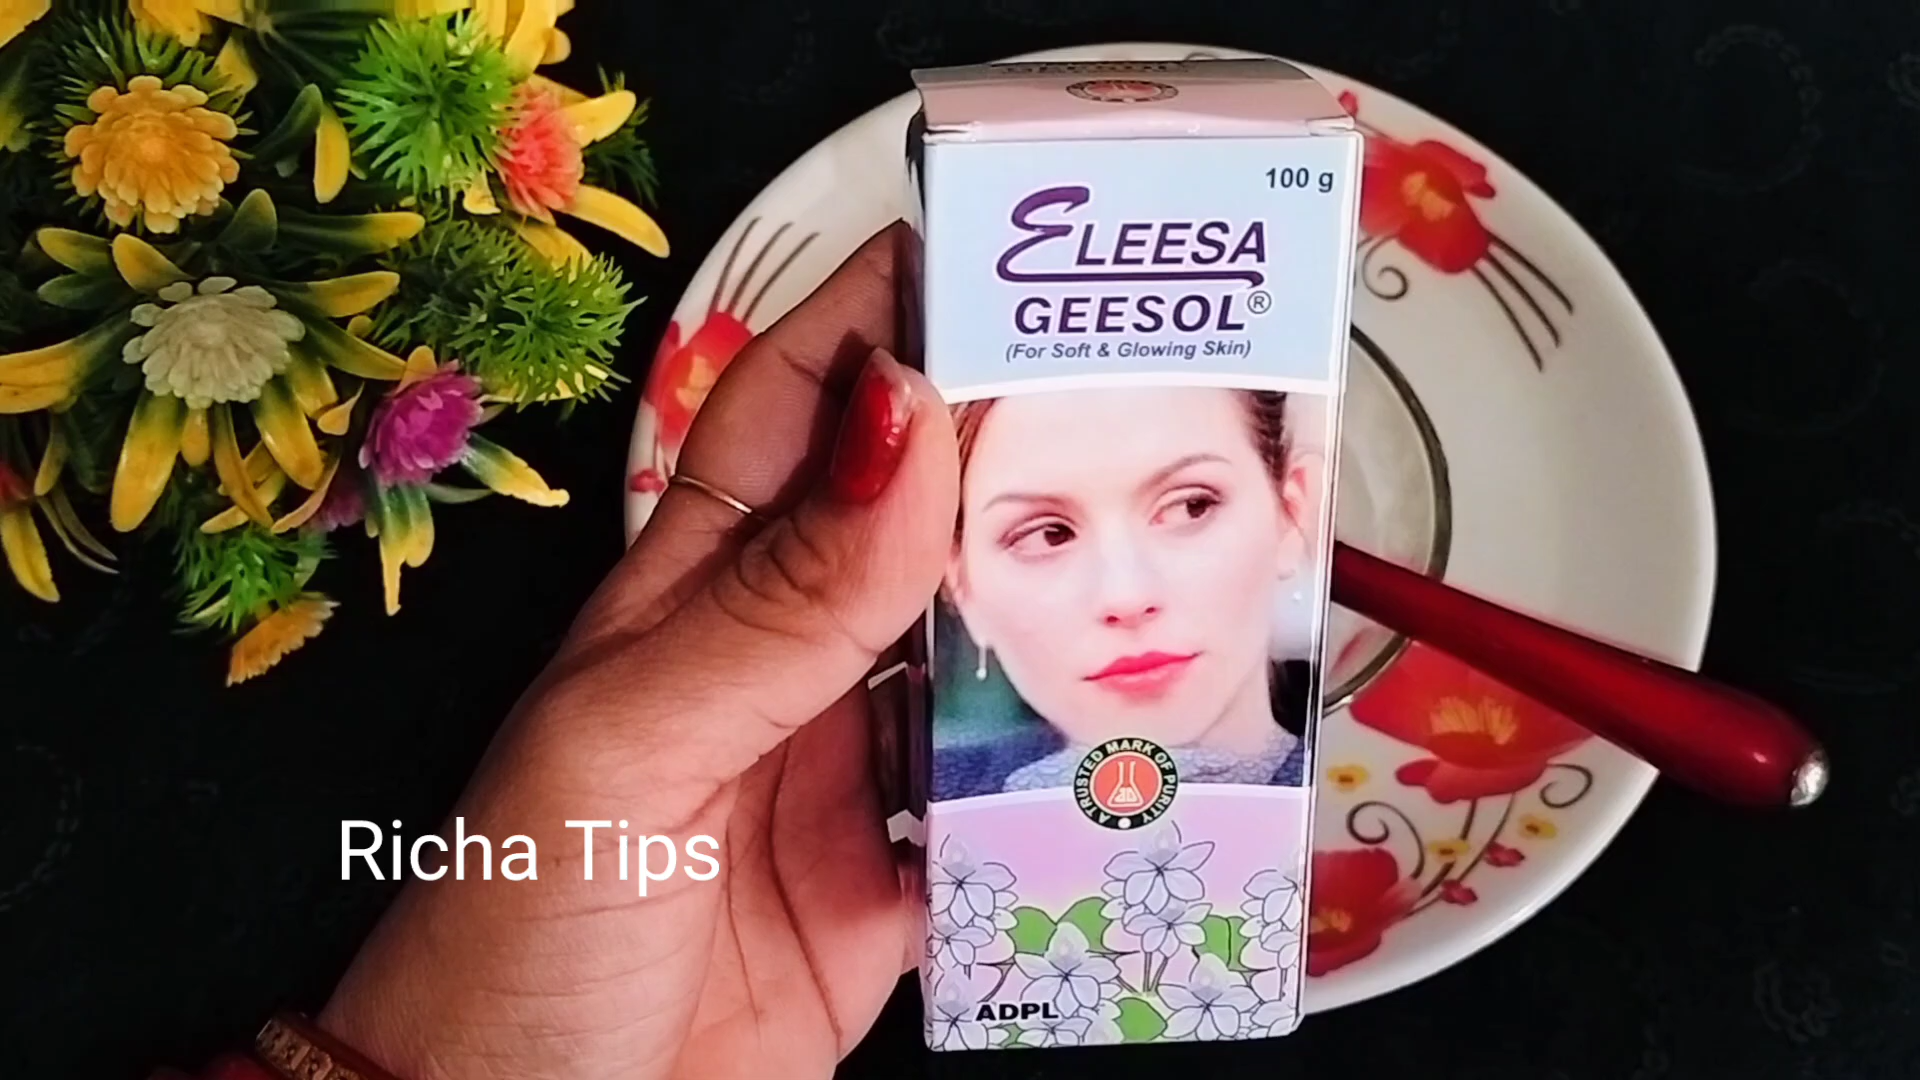 100 g
ELEESA
GEESOL®
(For Soft & Glowing Skin)
A TRUSTED MARK OF PURITY
ADPL
Richa Tips